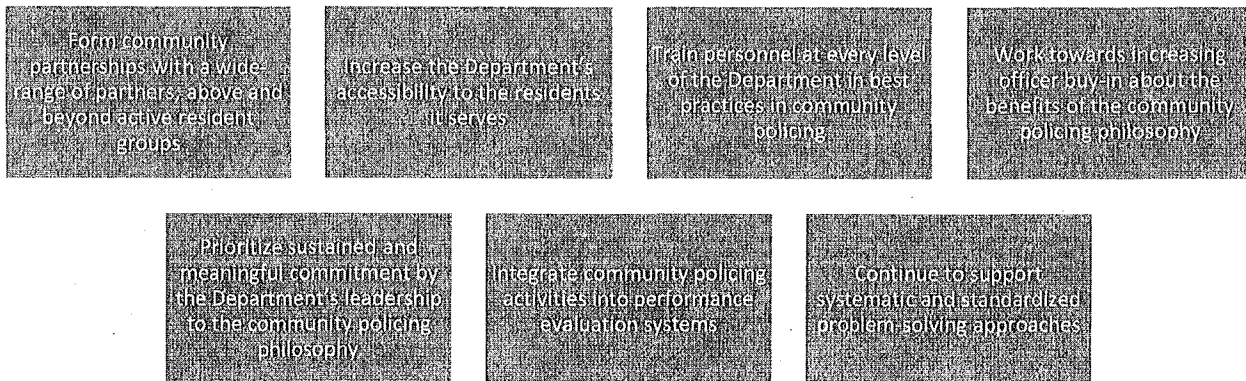 Form community
partnerships with a wide-
range of partners, above and
beyond active resident
groups
Increase the Department's
accessibility to the residents
it serves
Train personnel at every level
of the Department in best
practices in community
policing
Work towards increasing
officer buy-in about the
benefits of the community
policing philosophy
Prioritize sustained and
meaningful commitment by
the Department's leadership
to the community policing
philosophy
Integrate community policing
activities into performance
evaluation systems
Continue to support
systematic and standardized
problem-solving approaches